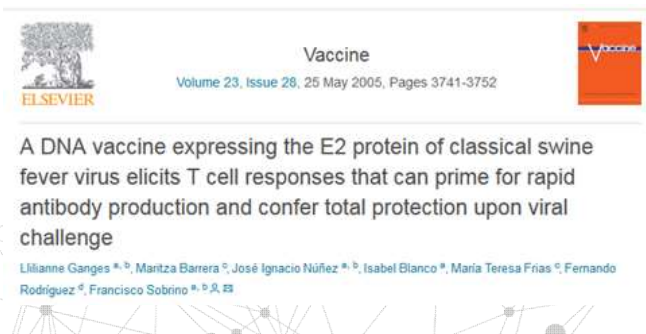 Vaccine
Volume 23, Issue 28, 25 May 2005, Pages 3741-3752
ELSEVIER
Vaccine
A DNA vaccine expressing the E2 protein of classical swine
fever virus elicits T cell responses that can prime for rapid
antibody production and confer total protection upon viral
challenge
Llilianne Ganges a, b, Maritza Barrera c, José Ignacio Núñez a, b, Isabel Blanco a, María Teresa Frias c, Fernando
Rodríguez d, Francisco Sobrino a, b